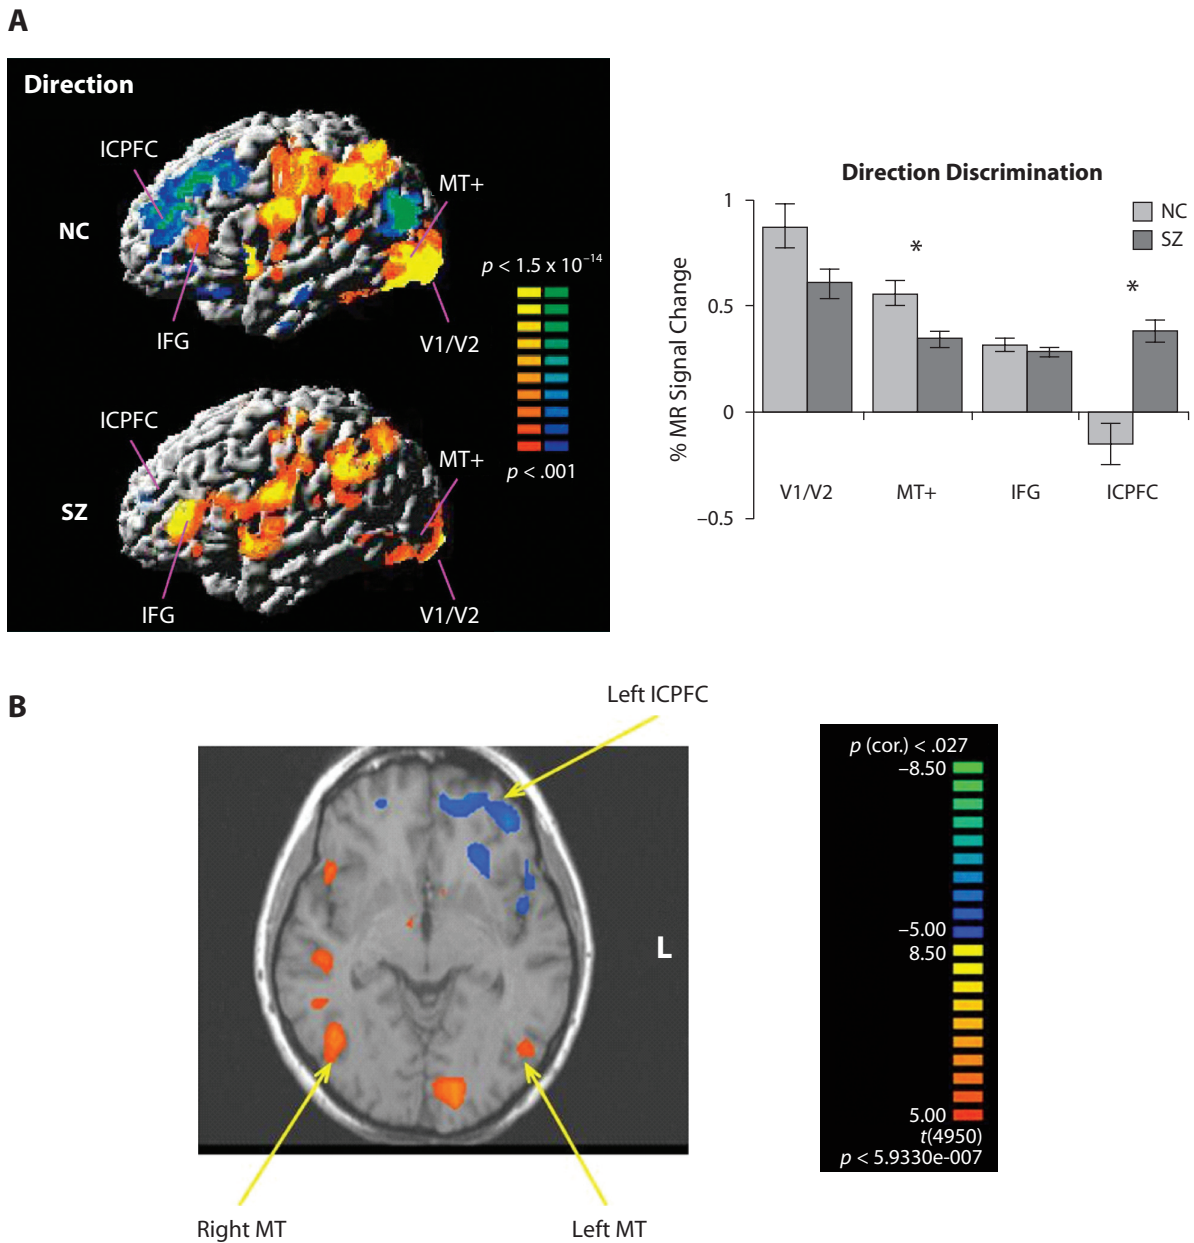 A
Direction
ICPFC
NC
MT+
p < 1.5 x 10⁻¹⁴
IFG
V1/V2
ICPFC
MT+
p < .001
SZ
IFG
V1/V2
Direction Discrimination
NC
SZ
% MR Signal Change
1
0.5
0
–0.5
*
*
V1/V2
MT+
IFG
ICPFC
B
Left ICPFC
L
Right MT
Left MT
p (cor.) < .027
–8.50
–5.00
8.50
5.00
t(4950)
p < 5.9330e-007